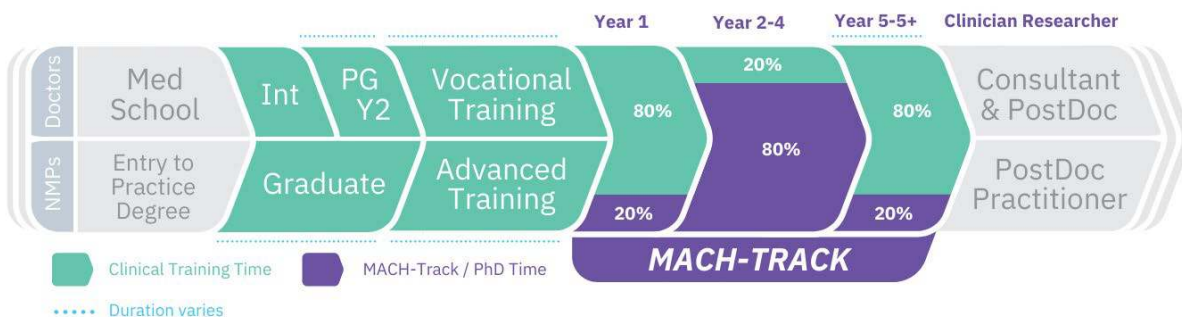 Year 1
Year 2-4
Year 5-5+
Clinician Researcher
Doctors
Med
School
Int
PG
Y2
Vocational
Training
80%
20%
80%
80%
Consultant
& PostDoc
NMPs
Entry to
Practice
Degree
Graduate
Advanced
Training
20%
20%
PostDoc
Practitioner
MACH-TRACK
Clinical Training Time
MACH-Track / PhD Time
Duration varies